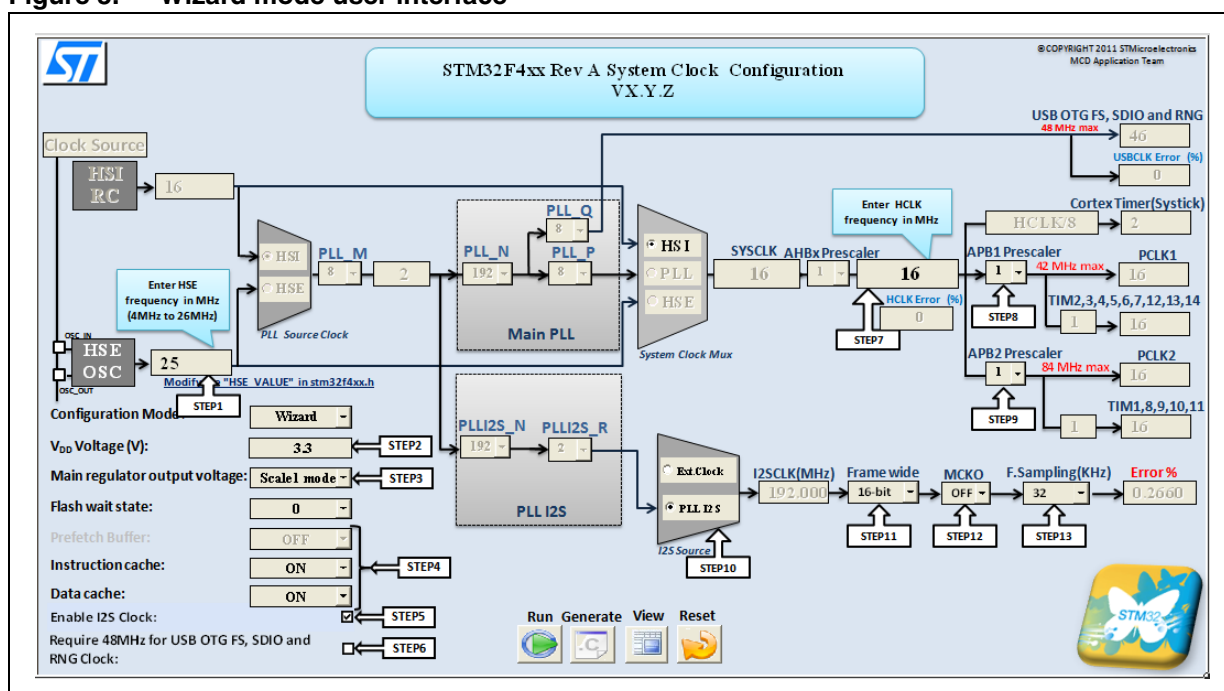 Figure 3. Wizard mode user interface
ST
©COPYRIGHT 2011 STMicroelectronics
MCD Application Team
STM32F4xx Rev A System Clock Configuration
VX.Y.Z
USB OTG FS, SDIO and RNG
48 MHz max
46
USBCLK Error (%)
0
Clock Source
HSI
RC
16
PLL_Q
8
Enter HCLK
frequency in MHz
Cortex Timer(Systick)
HCLK/8
2
HSI
HSE
PLL Source Clock
PLL_M
8
2
PLL_N
192
PLL_P
8
Main PLL
HSI
PLL
HSE
System Clock Mux
SYSCLK
16
AHBx Prescaler
1
16
HCLK Error (%)
0
STEP7
APB1 Prescaler
1
42 MHz max
PCLK1
16
STEP8
TIM2,3,4,5,6,7,12,13,14
1
16
Enter HSE
frequency in MHz
(4MHz to 26MHz)
OSC_IN
HSE
OSC
OSC_OUT
25
"HSE_VALUE" in stm32f4xx.h
STEP1
APB2 Prescaler
1
84 MHz max
PCLK2
16
STEP9
TIM1,8,9,10,11
1
16
Wizard
V_DD Voltage (V):
3.3
STEP2
Main regulator output voltage:
Scale1 mode
STEP3
Flash wait state:
0
Prefetch Buffer:
OFF
Instruction cache:
ON
STEP4
Data cache:
ON
Enable I2S Clock:
STEP5
Require 48MHz for USB OTG FS, SDIO and
RNG Clock:
STEP6
PLLI2S_N
192
PLLI2S_R
2
PLL I2S
Ext.Clock
PLL I2S
I2S Source
STEP10
I2SCLK(MHz)
192.000
Frame wide
16-bit
STEP11
MCKO
OFF
STEP12
F.Sampling(KHz)
32
STEP13
Error %
0.2660
Run Generate View Reset
.C
STM32